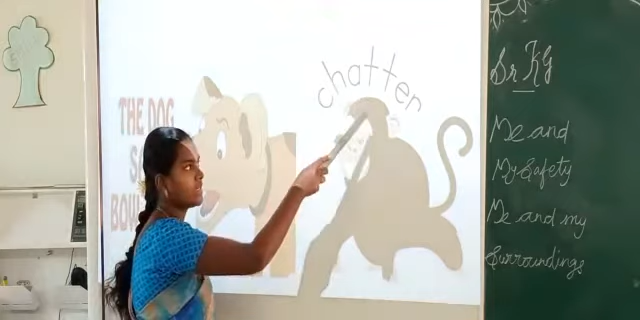 THE DOG
chatter
Sr KG
Me and
My Safety
Me and my
Surroundings